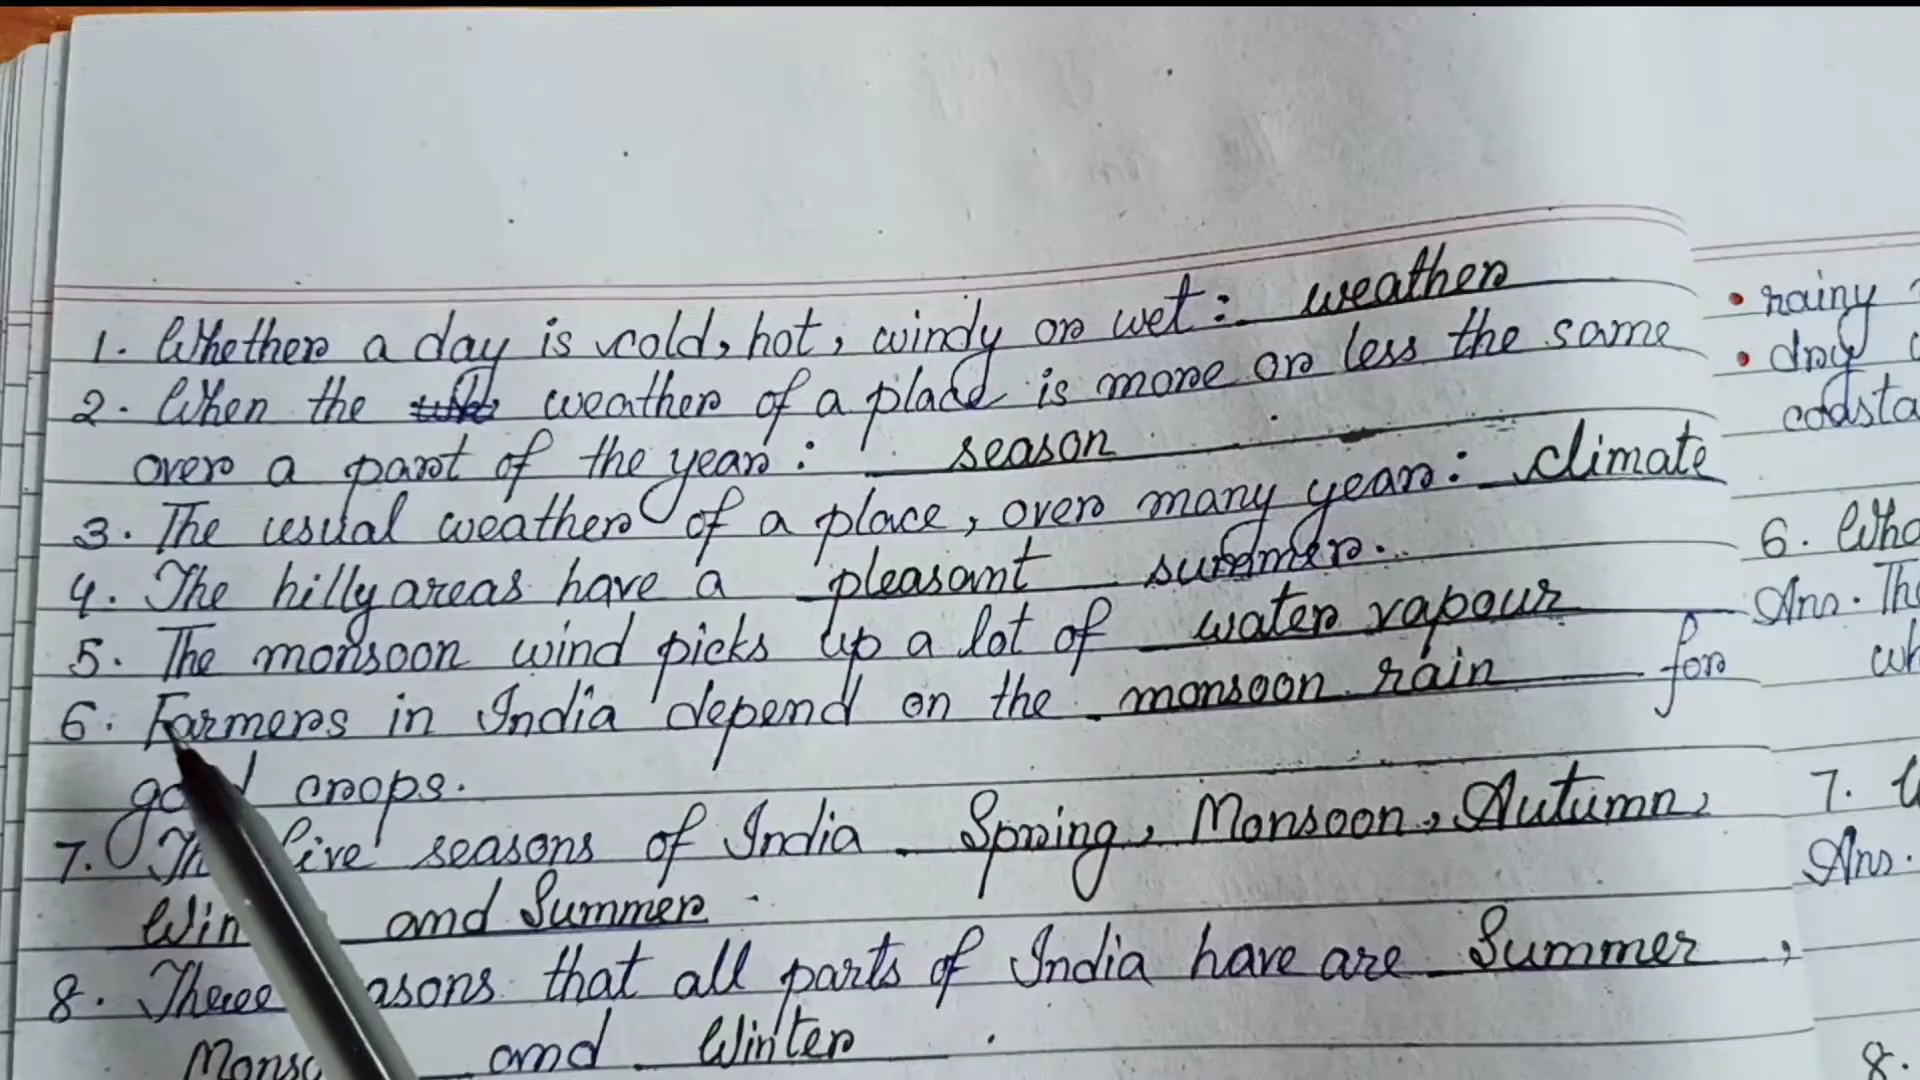 1. Whether a day is cold, hot, windy or wet: weather
2. When the weather of a place is more or less the same
over a part of the year: season
3. The usual weather of a place, over many year: climate
4. The hilly areas have a pleasant summer.
5. The monsoon wind picks up a lot of water vapour
6. Farmers in India depend on the monsoon rain for
good crops.
7. five seasons of India Spring, Monsoon, Autumn,
and Summer
8. that all parts of India have are Summer,
and Winter.
• rainy
• dry
6.
Ans.
7.
Ans.
8.